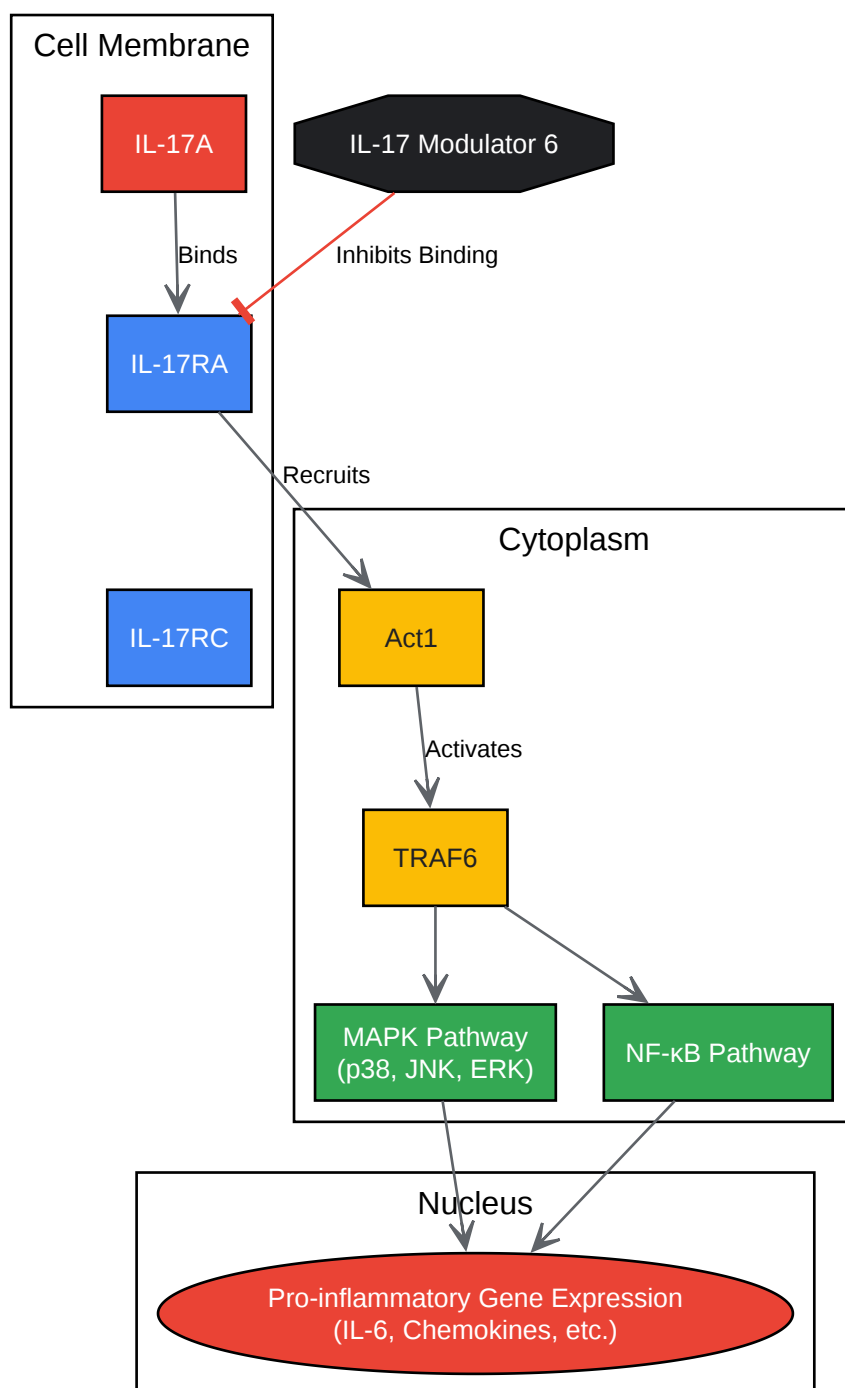 Cell Membrane
IL-17A
IL-17 Modulator 6
Binds
Inhibits Binding
IL-17RA
Recruits
Cytoplasm
IL-17RC
Act1
Activates
TRAF6
MAPK Pathway
(p38, JNK, ERK)
NF-κB Pathway
Nucleus
Pro-inflammatory Gene Expression
(IL-6, Chemokines, etc.)